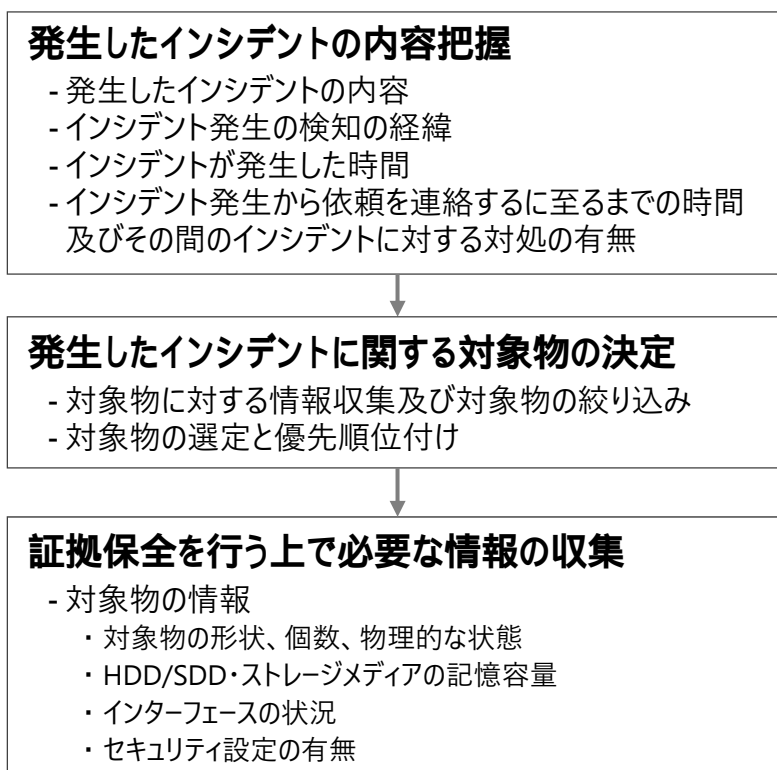 発生したインシデントの内容把握
- 発生したインシデントの内容
- インシデント発生の検知の経緯
- インシデントが発生した時間
- インシデント発生から依頼を連絡するに至るまでの時間
及びその間のインシデントに対する対処の有無
発生したインシデントに関する対象物の決定
- 対象物に対する情報収集及び対象物の絞り込み
- 対象物の選定と優先順位付け
証拠保全を行う上で必要な情報の収集
- 対象物の情報
・対象物の形状、個数、物理的な状態
・HDD/SDD・ストレージメディアの記憶容量
・インターフェースの状況
・セキュリティ設定の有無